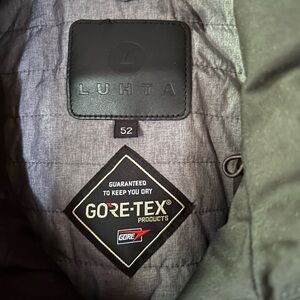 LUHTA
52
GUARANTEED
TO KEEP YOU DRY
GORE-TEX®
PRODUCTS
GORE